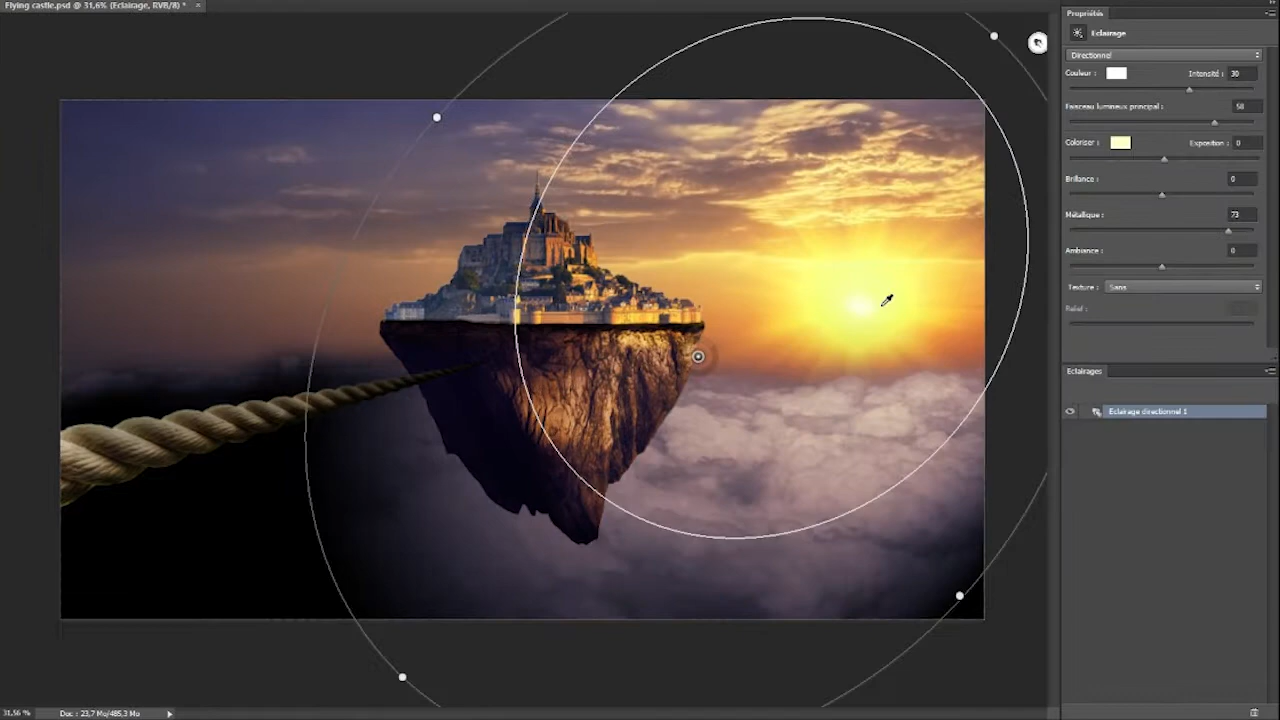 Flying castle.psd @ 31,6% (Eclairage, RVB/8) *
Propriétés
Eclairage
Directionnel
Couleur :
Intensité : 30
Faisceau lumineux principal : 58
Coloriser :
Exposition : 0
Brillance : 0
Métallique : 73
Ambiance : 0
Texture : Sans
Relief :
Eclairages
Eclairage directionnel 1
31,56 %
Doc : 23,7 Mo/485,3 Mo